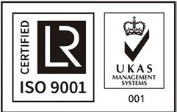 CERTIFIED
LR
ISO 9001
UKAS
MANAGEMENT
SYSTEMS
001